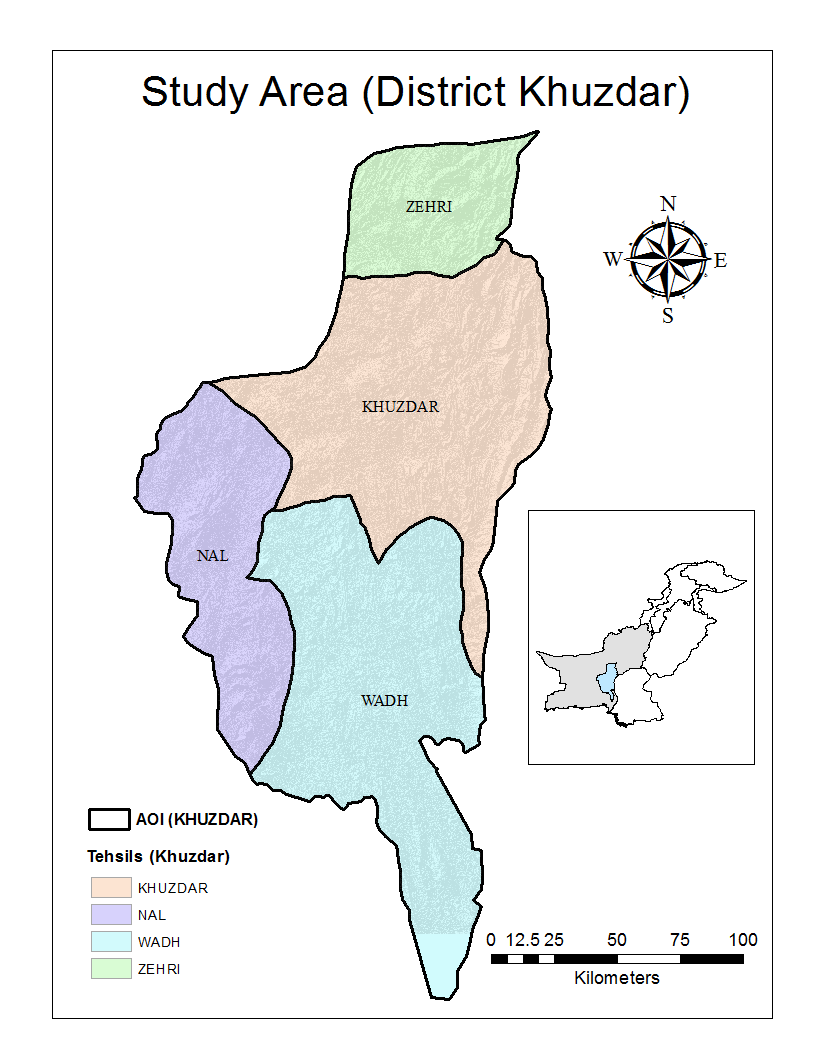 Study Area (District Khuzdar)
ZEHRI
N
W
E
S
KHUZDAR
NAL
WADH
AOI (KHUZDAR)
Tehsils (Khuzdar)
KHUZDAR
NAL
WADH
ZEHRI
0 12.5 25 50 75 100
Kilometers